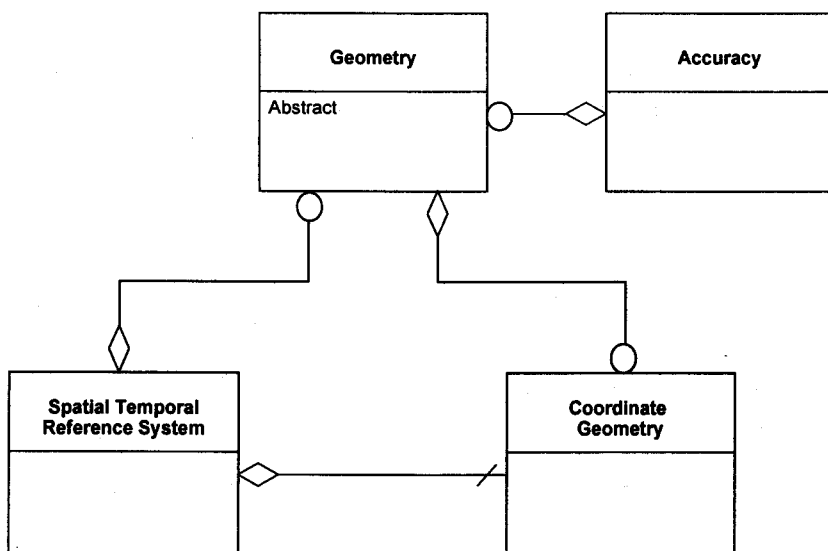 Geometry
Accuracy
Abstract
Spatial Temporal
Reference System
Coordinate
Geometry